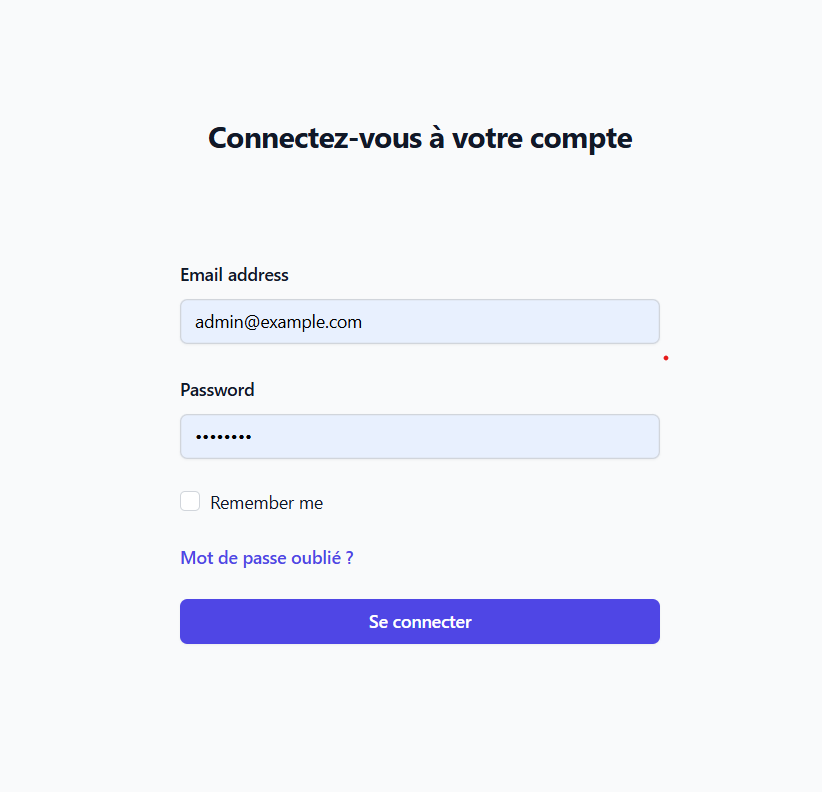 Connectez-vous à votre compte
Email address
admin@example.com
Password
••••••••
Remember me
Mot de passe oublié ?
Se connecter